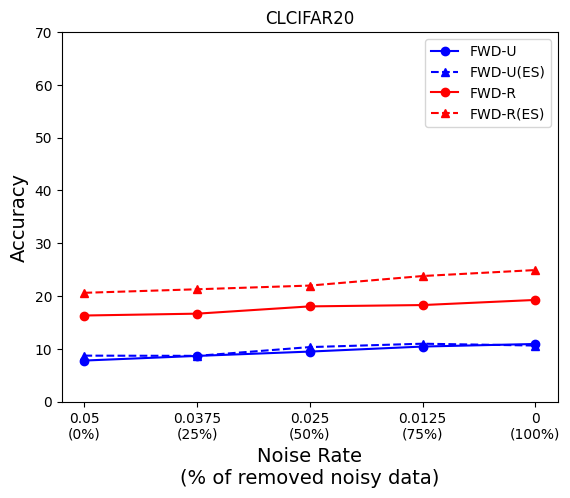 CLCIFAR20
FWD-U
FWD-U(ES)
FWD-R
FWD-R(ES)
Accuracy
70
60
50
40
30
20
10
0
0.05 0.0375 0.025 0.0125 0
(0%) (25%) (50%) (75%) (100%)
Noise Rate
(% of removed noisy data)